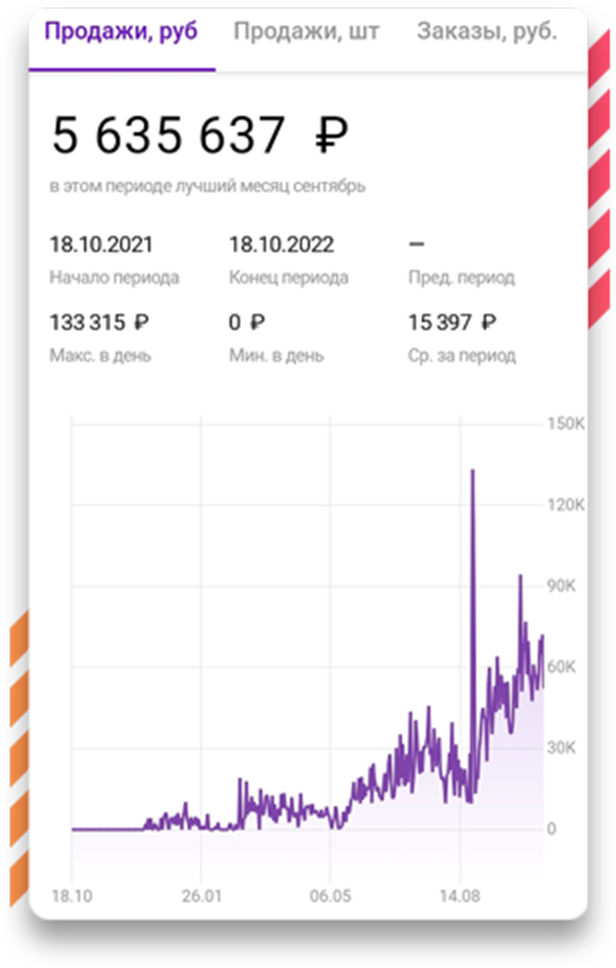 Продажи, руб Продажи, шт Заказы, руб.
5 635 637 ₽
в этом периоде лучший месяц сентябрь
18.10.2021 18.10.2022 –
Начало периода Конец периода Пред. период
133 315 ₽ 0 ₽ 15 397 ₽
Макс. в день Мин. в день Ср. за период
150K
120K
90K
60K
30K
0
18.10 26.01 06.05 14.08